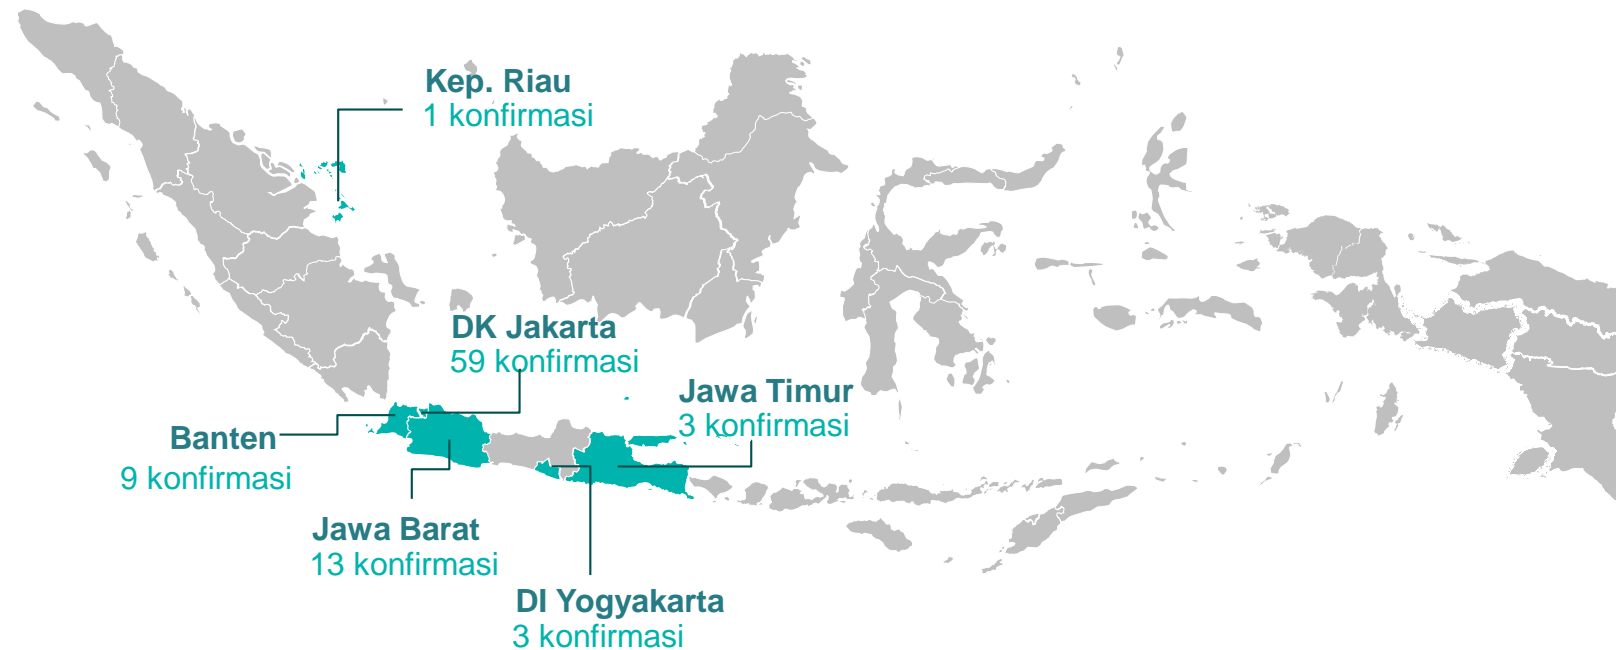 Kep. Riau
1 konfirmasi
DK Jakarta
59 konfirmasi
Jawa Timur
3 konfirmasi
Banten
9 konfirmasi
Jawa Barat
13 konfirmasi
DI Yogyakarta
3 konfirmasi